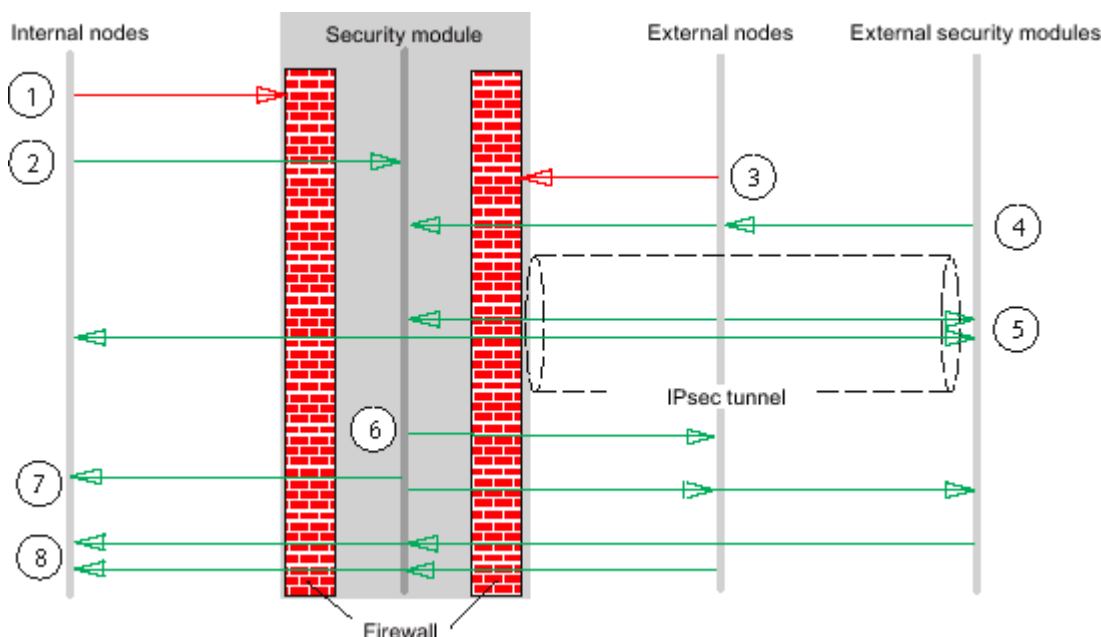 Internal nodes
Security module
External nodes
External security modules
1
2
3
4
5
IPsec tunnel
6
7
8
Firewall